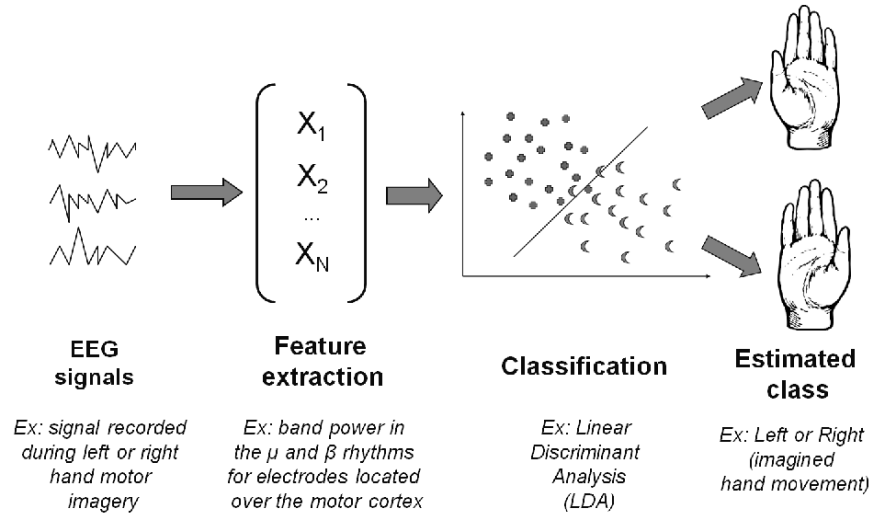 X1
X2
...
XN
EEG
signals
Feature
extraction
Classification
Estimated
class
Ex: signal recorded
during left or right
hand motor
imagery
Ex: band power in
the μ and β rhythms
for electrodes located
over the motor cortex
Ex: Linear
Discriminant
Analysis
(LDA)
Ex: Left or Right
(imagined
hand movement)